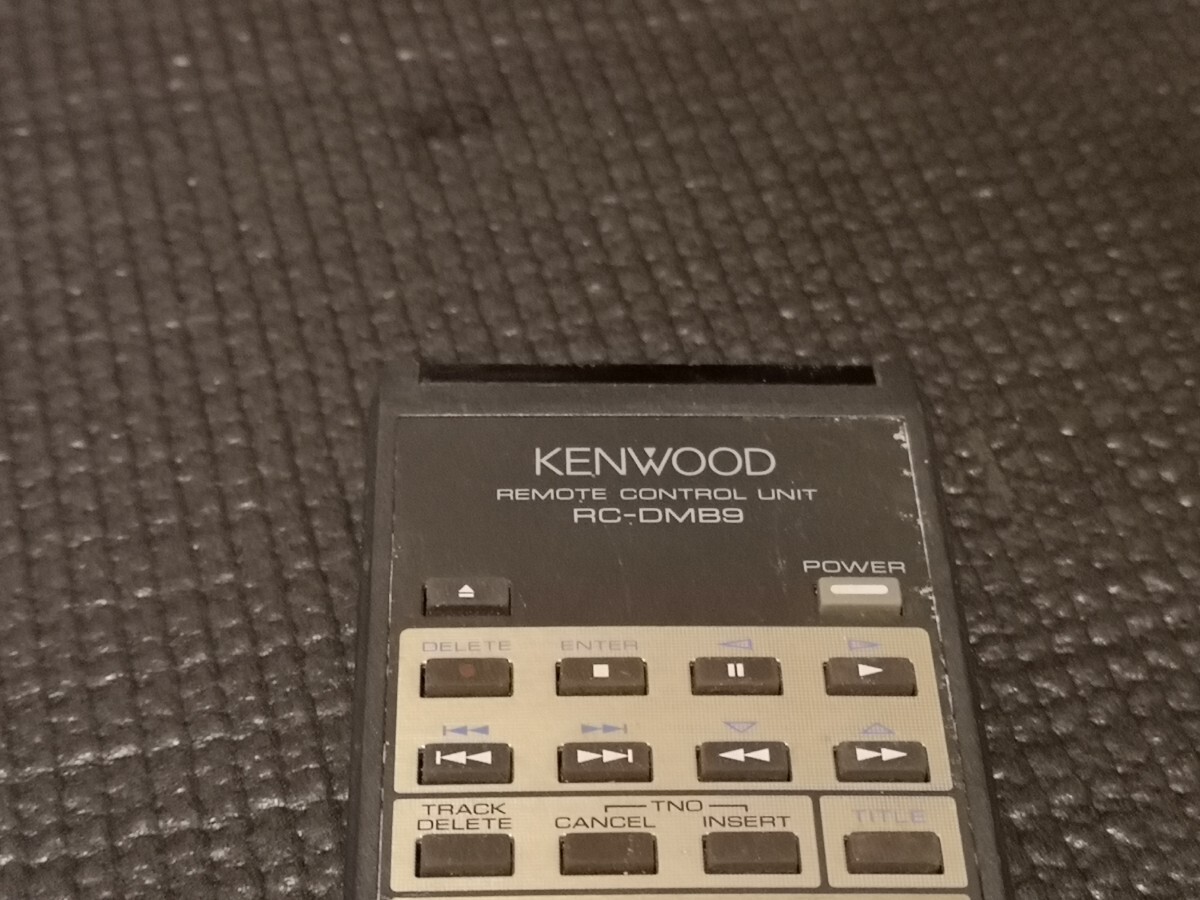 KENWOOD
REMOTE CONTROL UNIT
RC-DMB9
POWER
DELETE ENTER
TRACK DELETE
TNO
CANCEL INSERT
TITLE